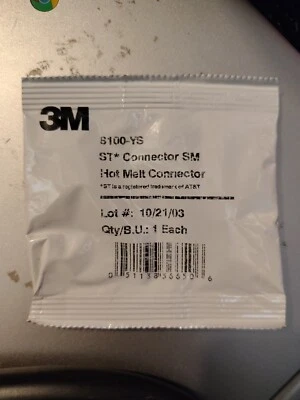 3M
8100-YS
ST* Connector SM
Hot Melt Connector
*ST is a registered trademark of AT&T
Lot #: 10/21/03
Qty/B.U.: 1 Each